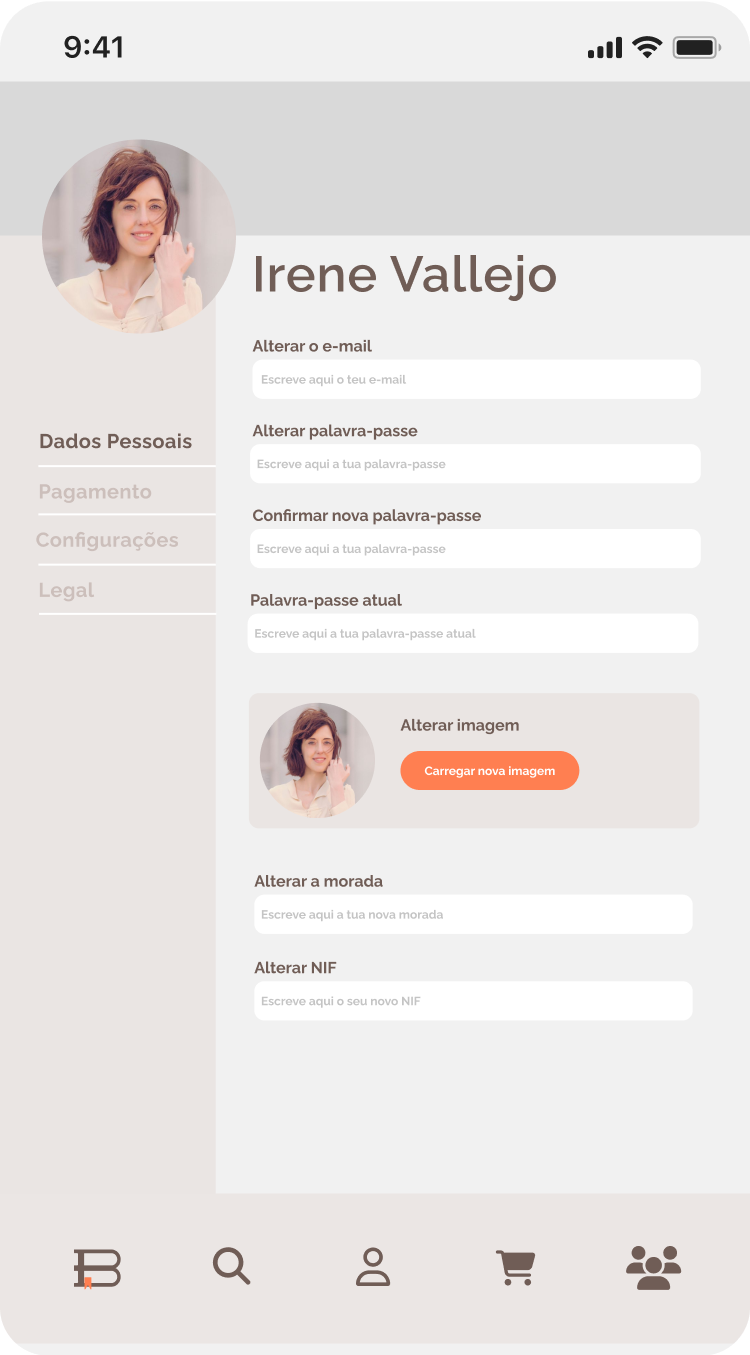 9:41
Irene Vallejo
Alterar o e-mail
Escreve aqui o teu e-mail
Alterar palavra-passe
Escreve aqui a tua palavra-passe
Confirmar nova palavra-passe
Escreve aqui a tua palavra-passe
Palavra-passe atual
Escreve aqui a tua palavra-passe atual
Dados Pessoais
Pagamento
Configurações
Legal
Alterar imagem
Carregar nova imagem
Alterar a morada
Escreve aqui a tua nova morada
Alterar NIF
Escreve aqui o seu novo NIF
B